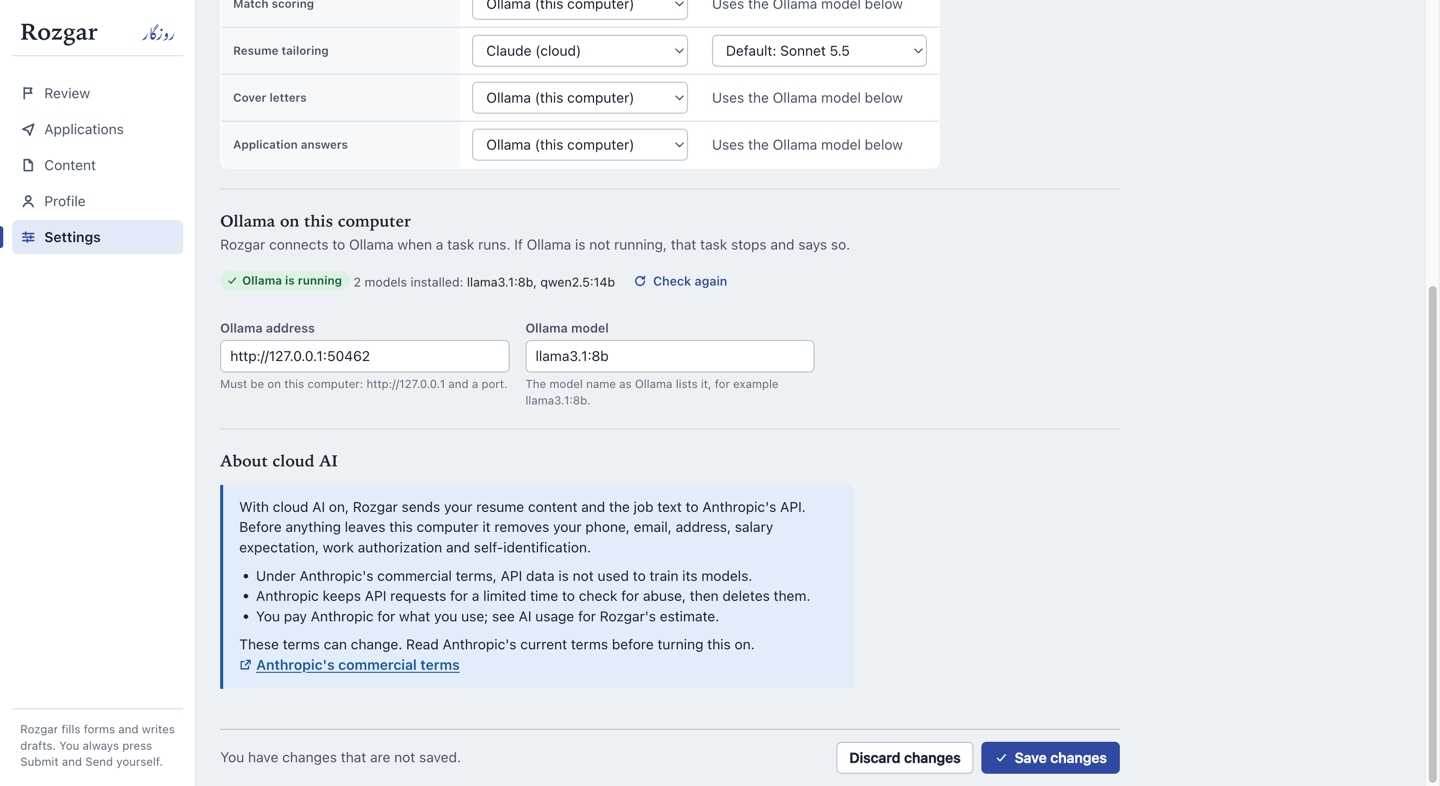 Rozgar روزگار
Review
Applications
Content
Profile
Settings
Rozgar fills forms and writes
drafts. You always press
Submit and Send yourself.
Match scoring Ollama (this computer) Uses the Ollama model below
Resume tailoring Claude (cloud) Default: Sonnet 5.5
Cover letters Ollama (this computer) Uses the Ollama model below
Application answers Ollama (this computer) Uses the Ollama model below
Ollama on this computer
Rozgar connects to Ollama when a task runs. If Ollama is not running, that task stops and says so.
Ollama is running 2 models installed: llama3.1:8b, qwen2.5:14b Check again
Ollama address Ollama model
http://127.0.0.1:50462 llama3.1:8b
Must be on this computer: http://127.0.0.1 and a port. The model name as Ollama lists it, for example
llama3.1:8b.
About cloud AI
With cloud AI on, Rozgar sends your resume content and the job text to Anthropic's API.
Before anything leaves this computer it removes your phone, email, address, salary
expectation, work authorization and self-identification.
• Under Anthropic's commercial terms, API data is not used to train its models.
• Anthropic keeps API requests for a limited time to check for abuse, then deletes them.
• You pay Anthropic for what you use; see AI usage for Rozgar's estimate.
These terms can change. Read Anthropic's current terms before turning this on.
Anthropic's commercial terms
You have changes that are not saved. Discard changes Save changes